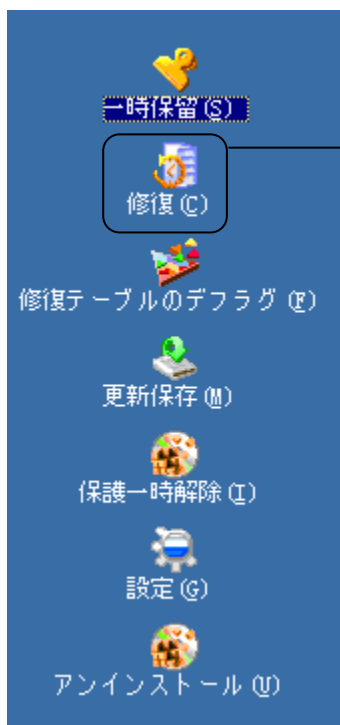 一時保留(S)
修復(C)
修復テーブルのデフラグ(F)
更新保存(M)
保護一時解除(I)
設定(G)
アンインストール(U)